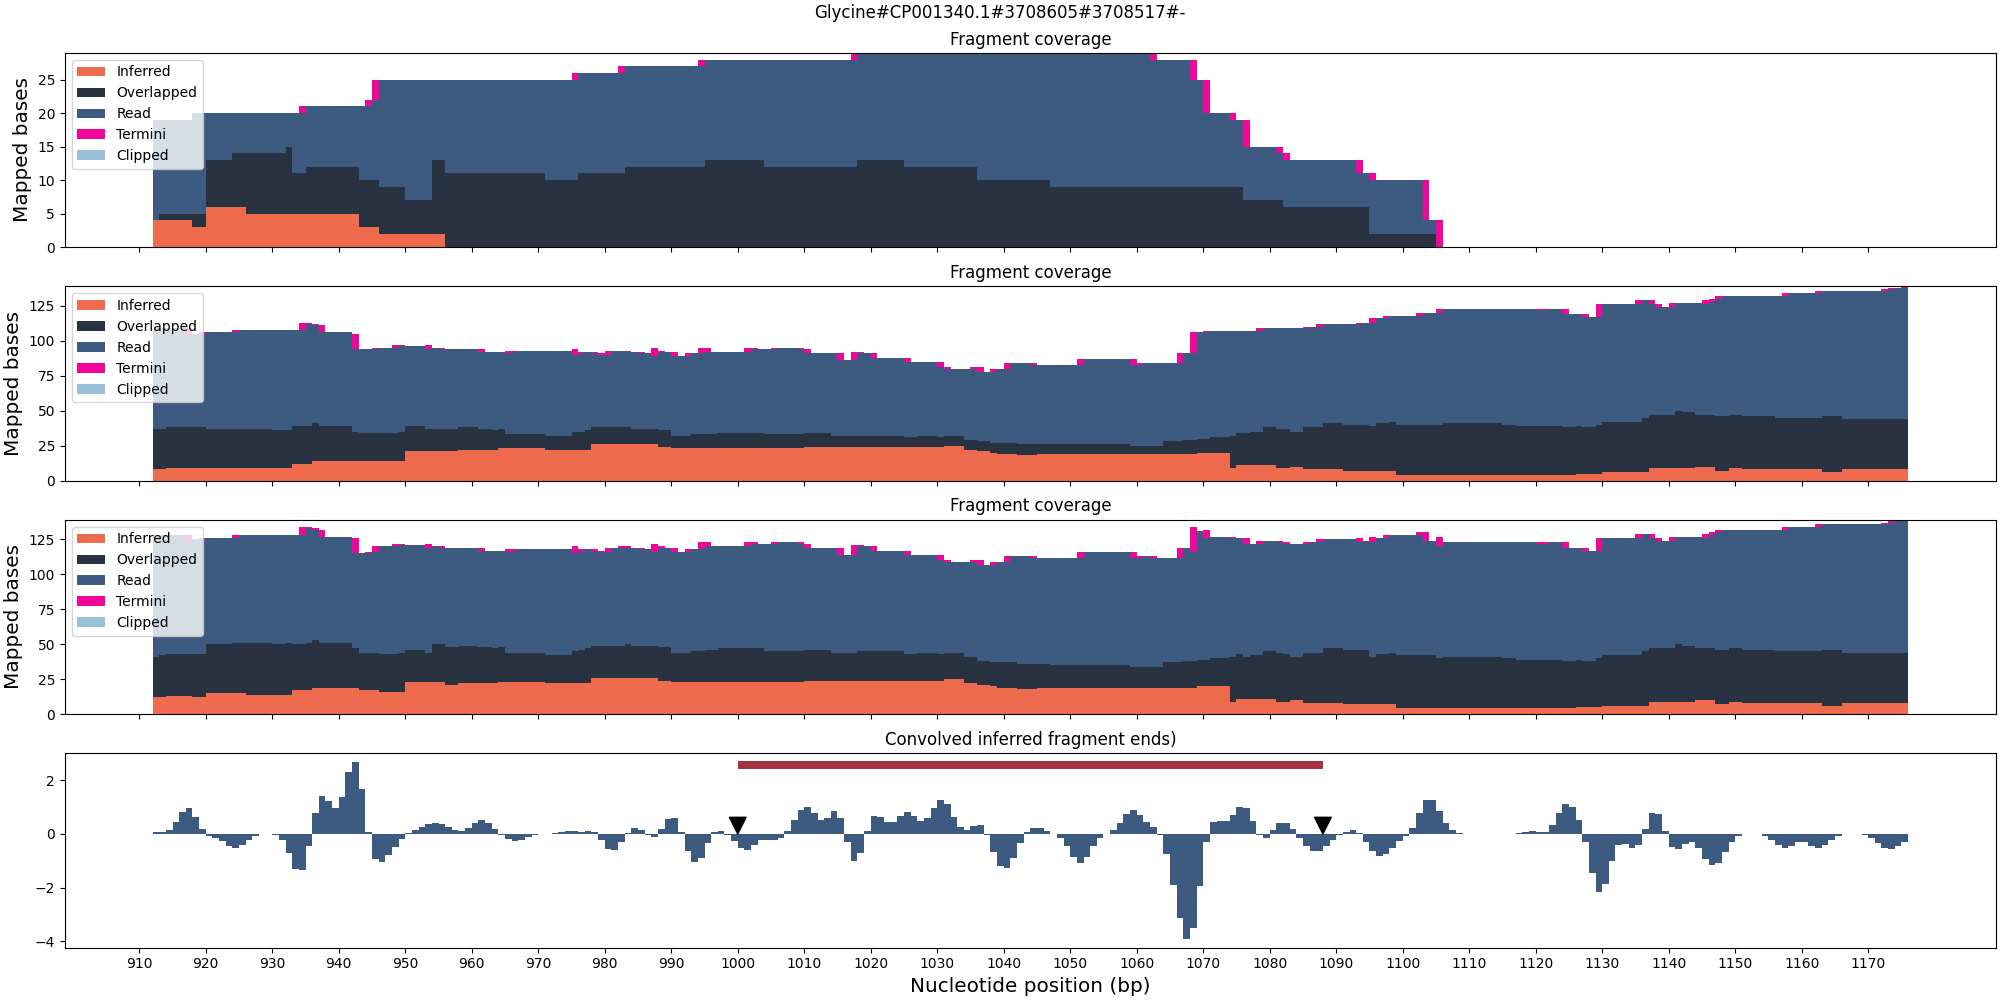 Glycine#CP001340.1#3708605#3708517#-
Fragment coverage
Mapped bases
25
20
15
10
5
0
Inferred
Overlapped
Read
Termini
Clipped
Fragment coverage
Mapped bases
125
100
75
50
25
0
Inferred
Overlapped
Read
Termini
Clipped
Fragment coverage
Mapped bases
125
100
75
50
25
0
Inferred
Overlapped
Read
Termini
Clipped
Convolved inferred fragment ends)
2
0
−2
−4
910 920 930 940 950 960 970 980 990 1000 1010 1020 1030 1040 1050 1060 1070 1080 1090 1100 1110 1120 1130 1140 1150 1160 1170
Nucleotide position (bp)